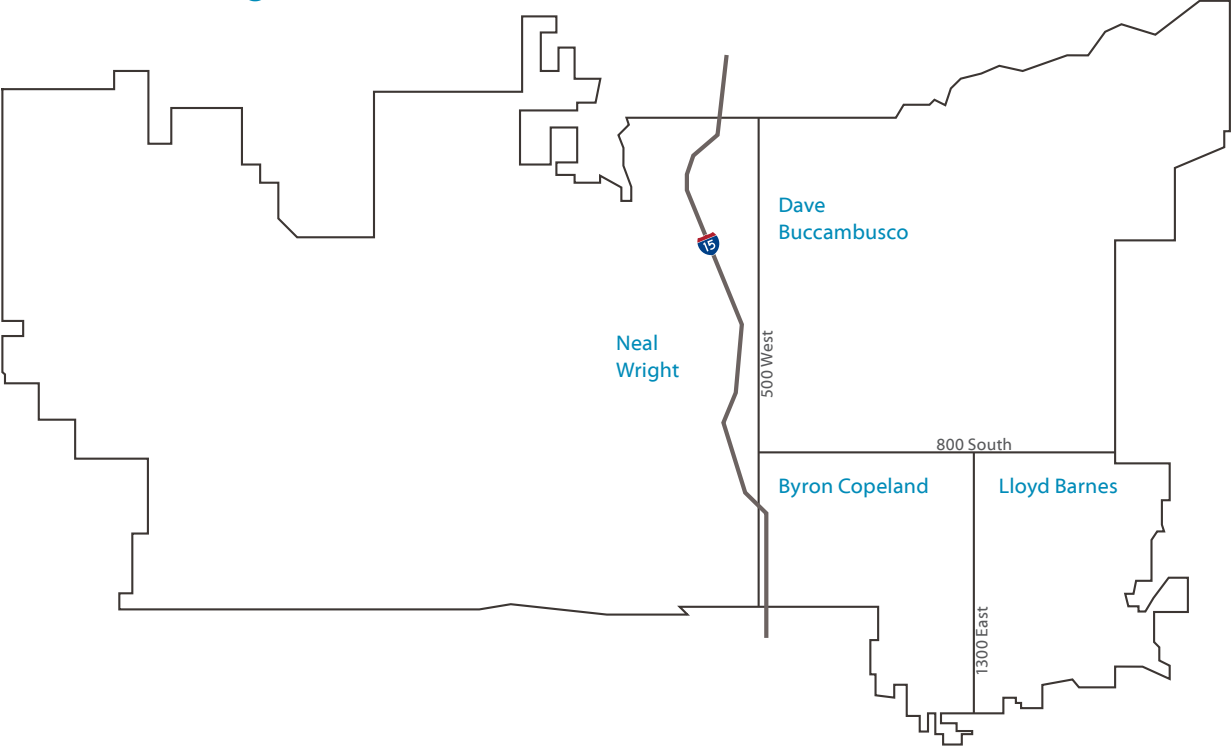 Dave
Buccambusco
15
Neal
Wright
500 West
800 South
Byron Copeland
Lloyd Barnes
1300 East